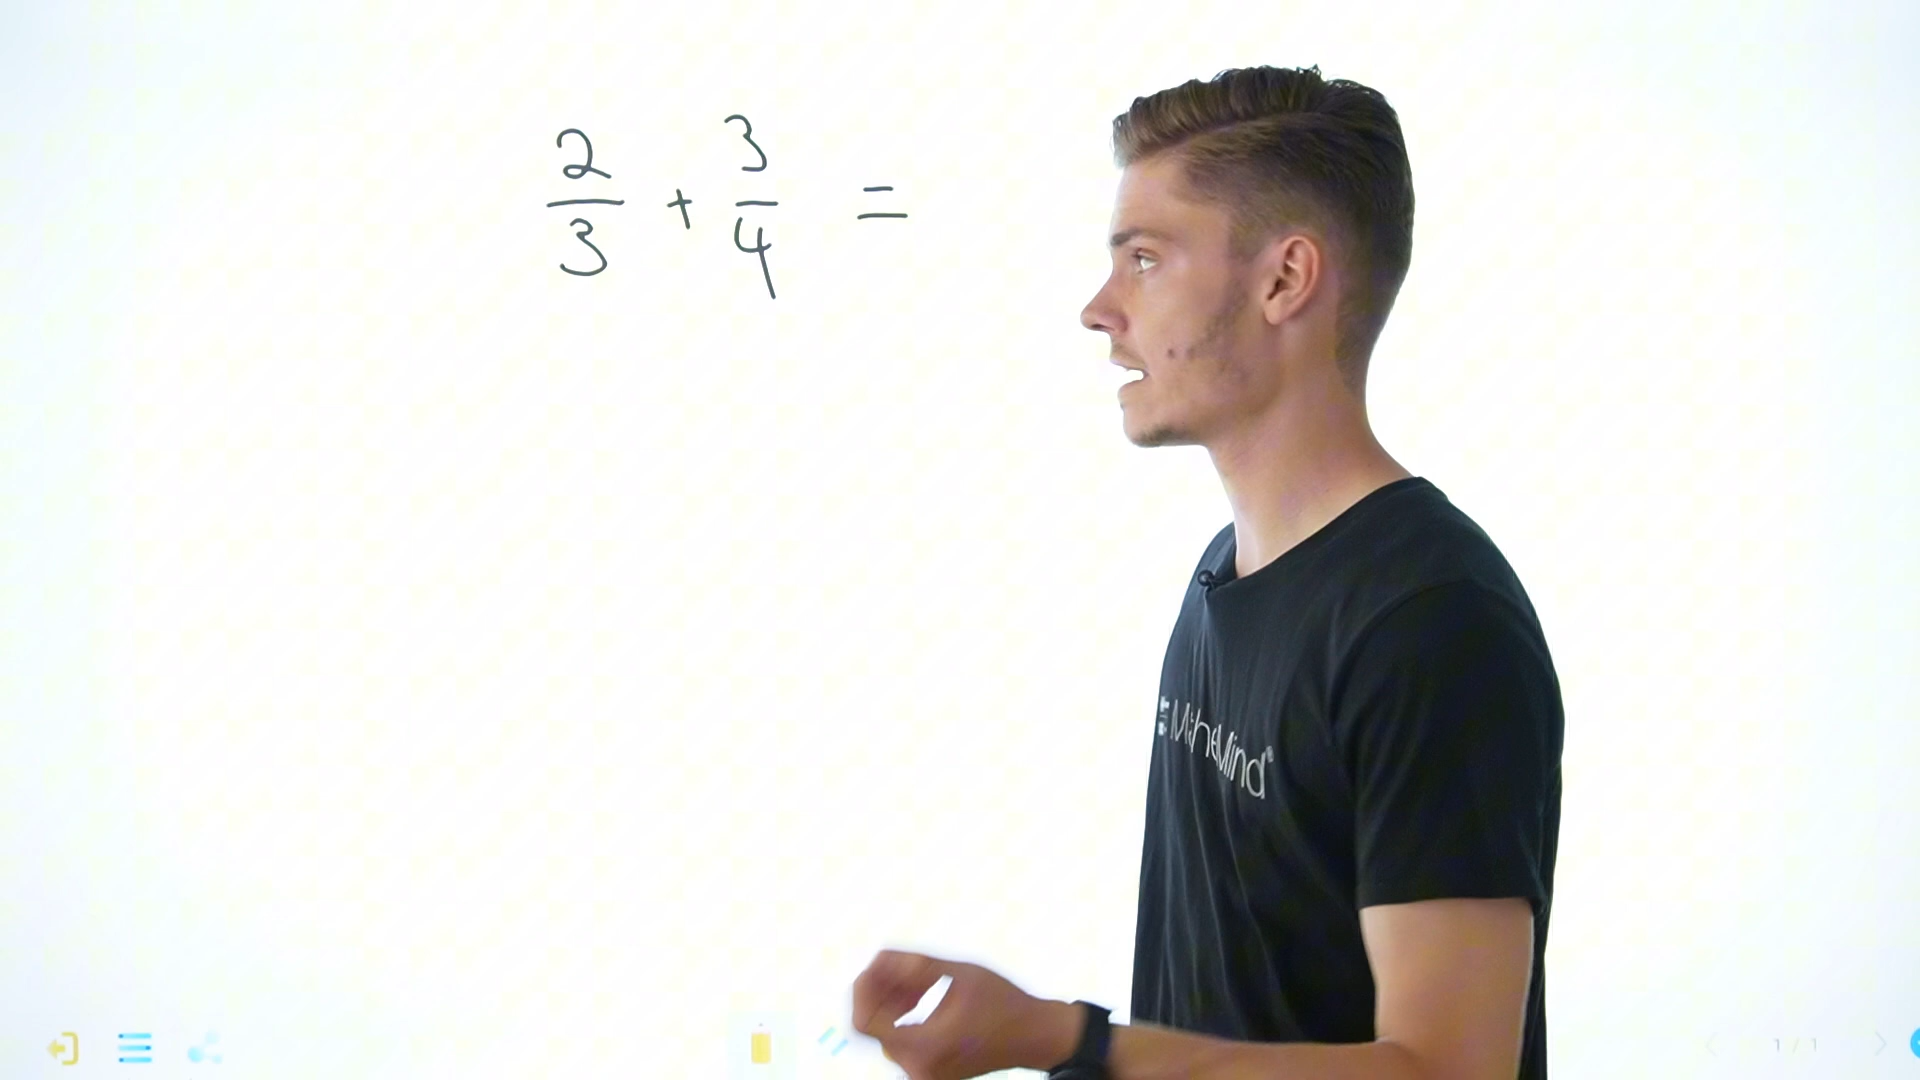 2/3 + 3/4 =
MatheMind®
1 / 1